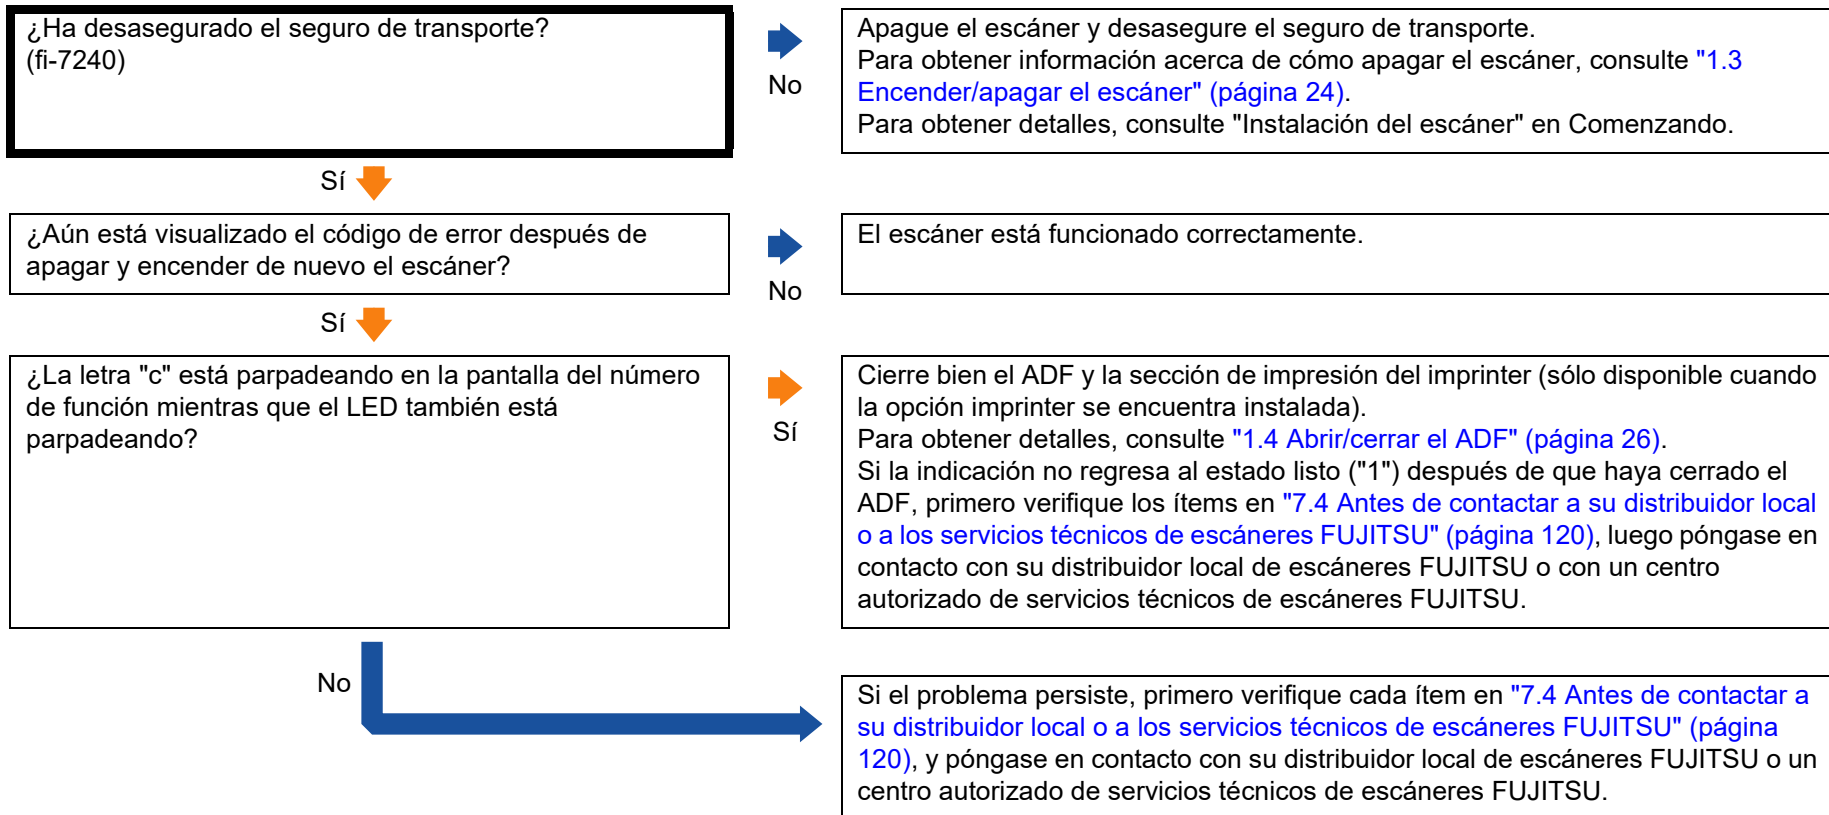 ¿Ha desasegurado el seguro de transporte?
(fi-7240)
No
Apague el escáner y desasegure el seguro de transporte.
Para obtener información acerca de cómo apagar el escáner, consulte "1.3
Encender/apagar el escáner" (página 24).
Para obtener detalles, consulte "Instalación del escáner" en Comenzando.
Sí
¿Aún está visualizado el código de error después de
apagar y encender de nuevo el escáner?
No
El escáner está funcionado correctamente.
Sí
¿La letra "c" está parpadeando en la pantalla del número
de función mientras que el LED también está
parpadeando?
Sí
Cierre bien el ADF y la sección de impresión del imprinter (sólo disponible cuando
la opción imprinter se encuentra instalada).
Para obtener detalles, consulte "1.4 Abrir/cerrar el ADF" (página 26).
Si la indicación no regresa al estado listo ("1") después de que haya cerrado el
ADF, primero verifique los ítems en "7.4 Antes de contactar a su distribuidor local
o a los servicios técnicos de escáneres FUJITSU" (página 120), luego póngase en
contacto con su distribuidor local de escáneres FUJITSU o con un centro
autorizado de servicios técnicos de escáneres FUJITSU.
No
Si el problema persiste, primero verifique cada ítem en "7.4 Antes de contactar a
su distribuidor local o a los servicios técnicos de escáneres FUJITSU" (página
120), y póngase en contacto con su distribuidor local de escáneres FUJITSU o un
centro autorizado de servicios técnicos de escáneres FUJITSU.